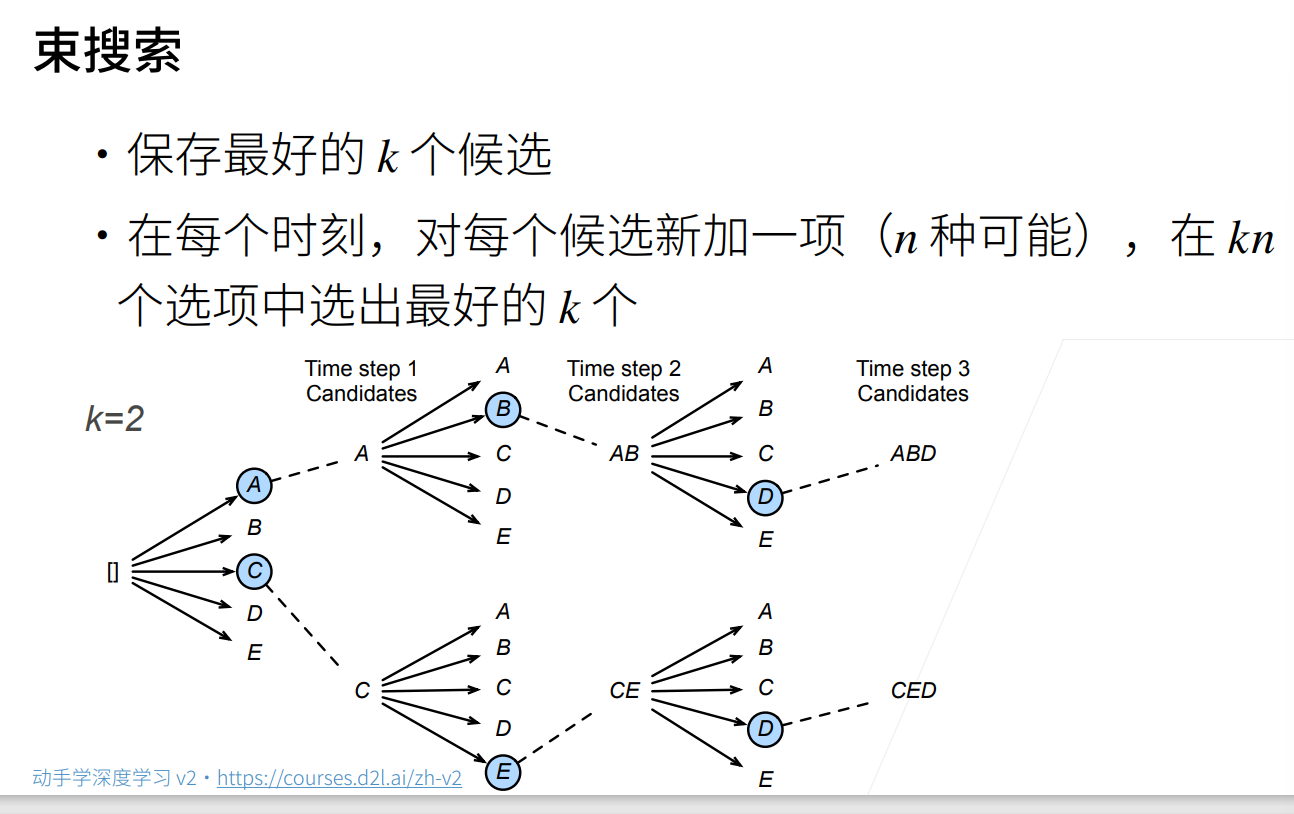 束搜索
• 保存最好的 k 个候选
• 在每个时刻，对每个候选新加一项（n 种可能），在 kn
个选项中选出最好的 k 个
k=2
Time step 1
Candidates
Time step 2
Candidates
Time step 3
Candidates
[]
A
B
C
D
E
A
A
B
C
D
E
AB
A
B
C
D
E
ABD
C
A
B
C
D
E
CE
A
B
C
D
E
CED
动手学深度学习 v2 • https://courses.d2l.ai/zh-v2